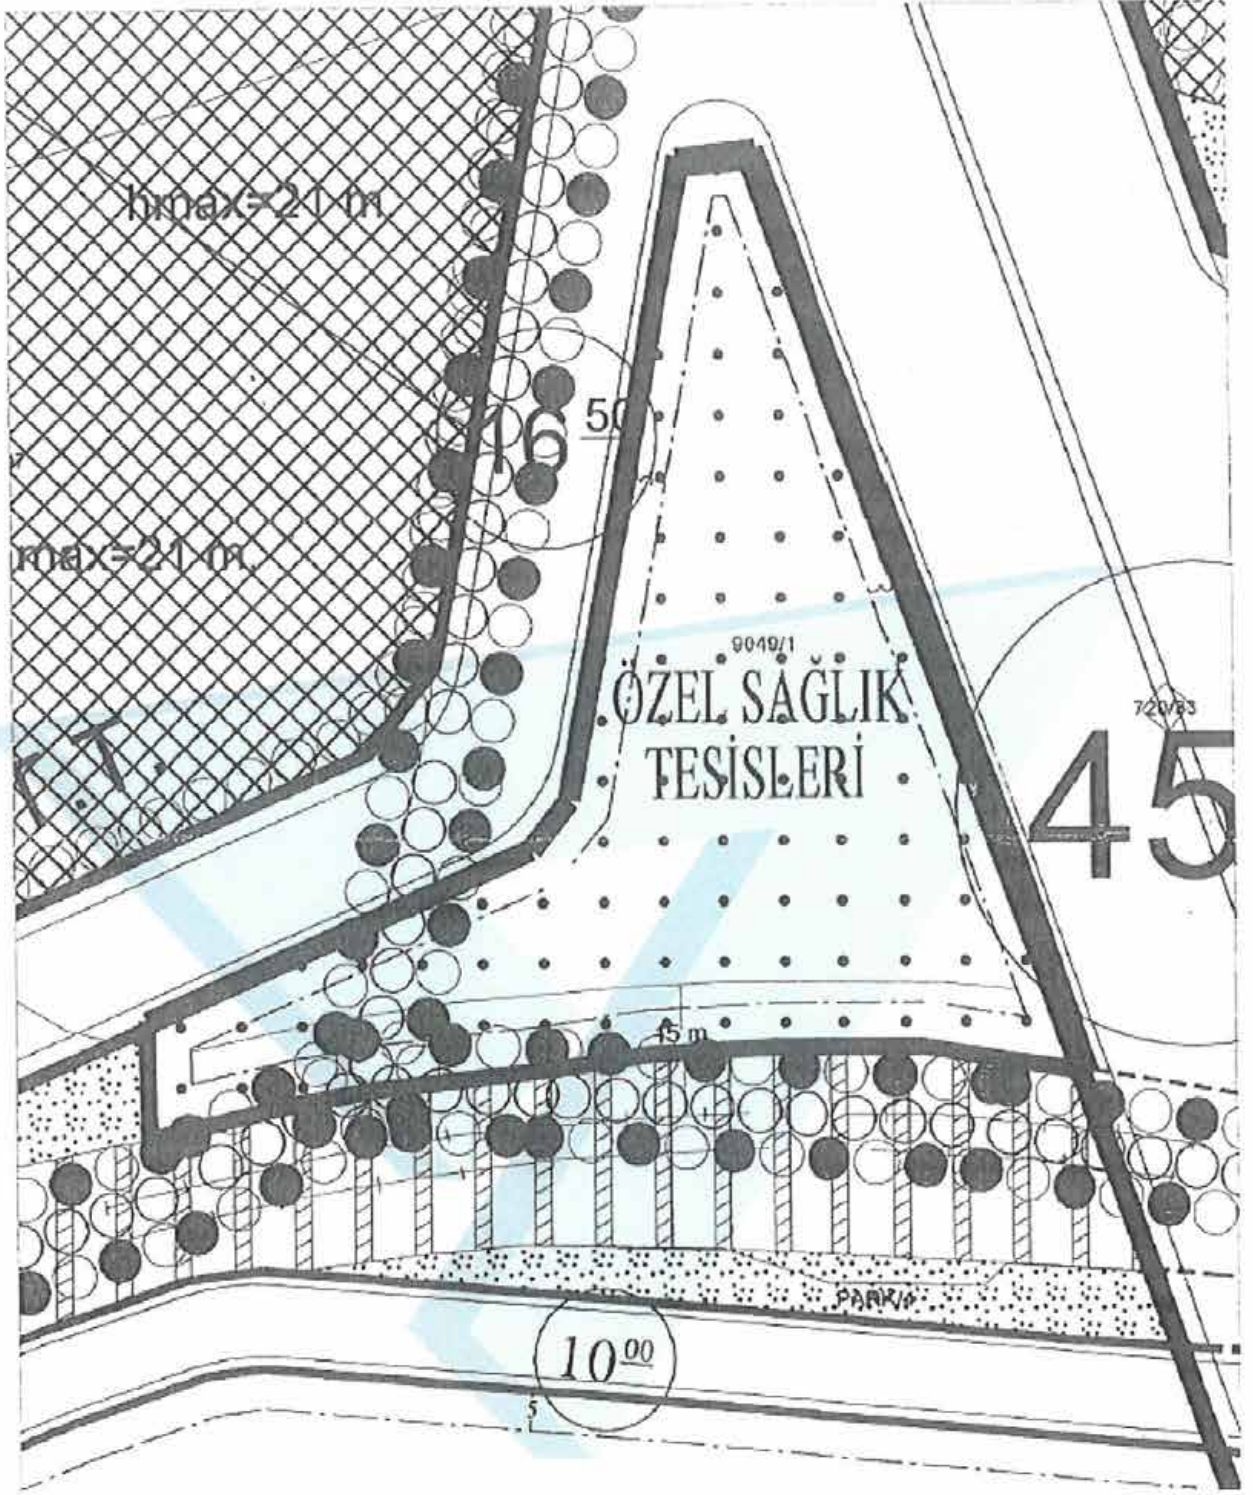 hmax=21 m
16 50
max=21 m.
9049/1
ÖZEL SAĞLIK
TESİSLERİ
720/33
45
15 m
PARK
10 00
5